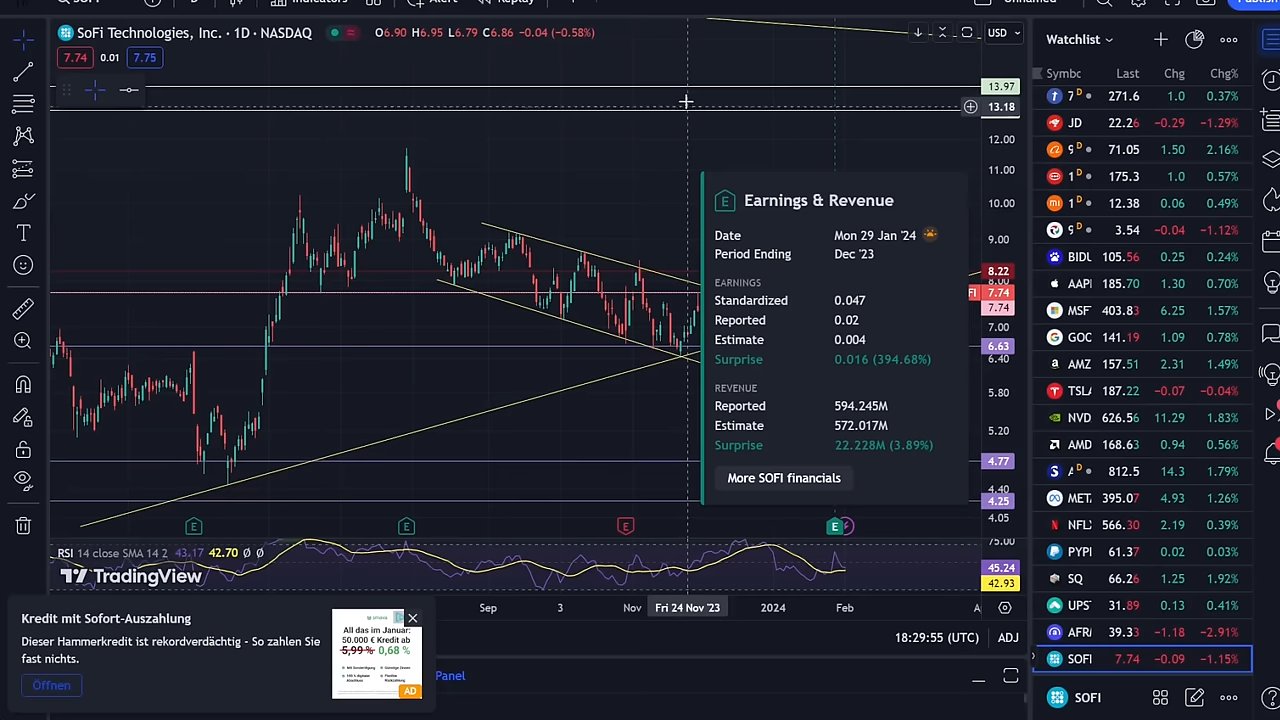 SoFi Technologies, Inc. · 1D · NASDAQ O6.90 H6.95 L6.79 C6.86 -0.04 (-0.58%)
7.74 0.01 7.75
USD
13.97
13.18
12.00
11.00
10.00
9.00
8.22
8.00
7.74
7.74
7.00
6.63
6.40
5.80
5.20
4.77
4.40
4.25
4.05
Earnings & Revenue
Date Mon 29 Jan '24
Period Ending Dec '23
EARNINGS
Standardized 0.047
Reported 0.02
Estimate 0.004
Surprise 0.016 (394.68%)
REVENUE
Reported 594.245M
Estimate 572.017M
Surprise 22.228M (3.89%)
More SOFI financials
E E E E
RSI 14 close SMA 14 2 43.17 42.70 Ø Ø
75.00
45.24
42.93
TradingView
Sep 3 Nov Fri 24 Nov '23 2024 Feb
18:29:55 (UTC) ADJ
Panel
Kredit mit Sofort Auszahlung
Dieser Hammerkredit ist rekordverdächtig - So zahlen Sie
fast nichts.
Öffnen
All das im Januar:
50.000 € Kredit ab
5,99 % 0,68 %
AD
Watchlist
Symbc Last Chg Chg%
7 D 271.6 1.0 0.37%
JD 22.26 -0.29 -1.29%
9 D 71.05 1.50 2.16%
1 D 175.3 1.0 0.57%
1 D 12.38 0.06 0.49%
9 D 3.54 -0.04 -1.12%
BIDU 105.56 0.25 0.24%
AAPI 185.70 1.30 0.70%
MSF 403.83 6.25 1.57%
GOC 141.19 1.09 0.78%
AMZ 157.51 2.31 1.49%
TSLA 187.22 -0.07 -0.04%
NVD 626.56 11.29 1.83%
AMD 168.63 0.94 0.56%
A D 812.5 14.3 1.79%
MET. 395.07 4.93 1.26%
NFL 566.30 2.19 0.39%
PYPI 61.37 0.02 0.03%
SQ 66.26 1.25 1.92%
UPS 31.89 0.13 0.41%
AFRI 39.33 -1.18 -2.91%
7.74
SOFI